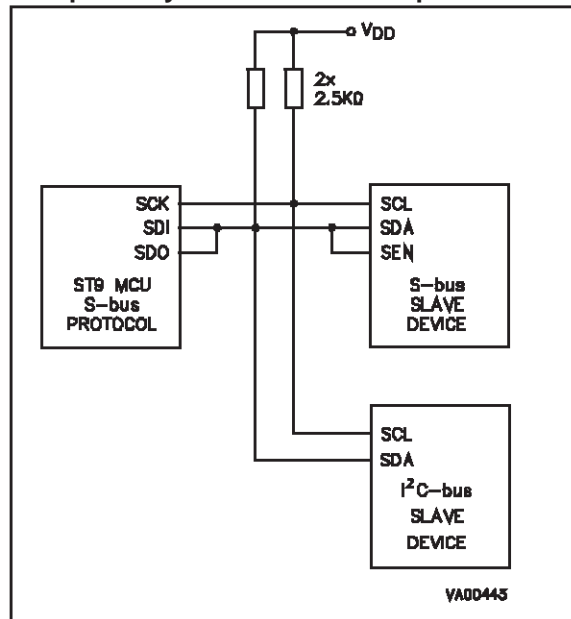 VDD
2x
2.5KΩ
SCK
SDI
SDO
ST9 MCU
S-bus
PROTOCOL
SCL
SDA
SEN
S-bus
SLAVE
DEVICE
SCL
SDA
I²C-bus
SLAVE
DEVICE
VA00443